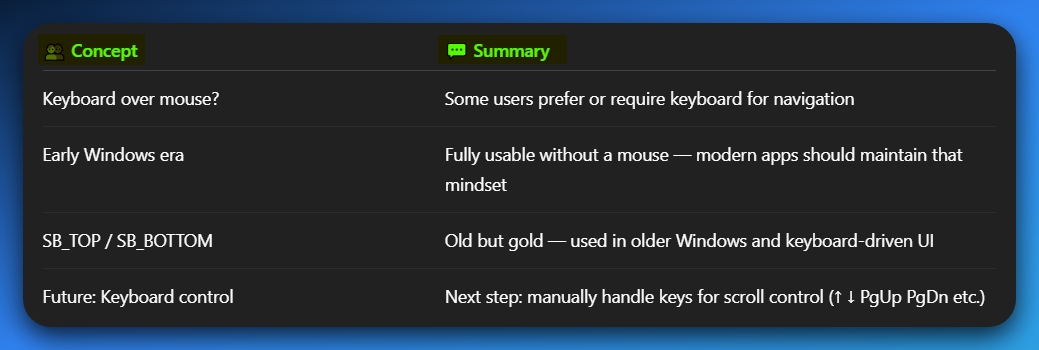 Concept
Summary
Keyboard over mouse?
Some users prefer or require keyboard for navigation
Early Windows era
Fully usable without a mouse — modern apps should maintain that
mindset
SB_TOP / SB_BOTTOM
Old but gold — used in older Windows and keyboard-driven UI
Future: Keyboard control
Next step: manually handle keys for scroll control (↑ ↓ PgUp PgDn etc.)